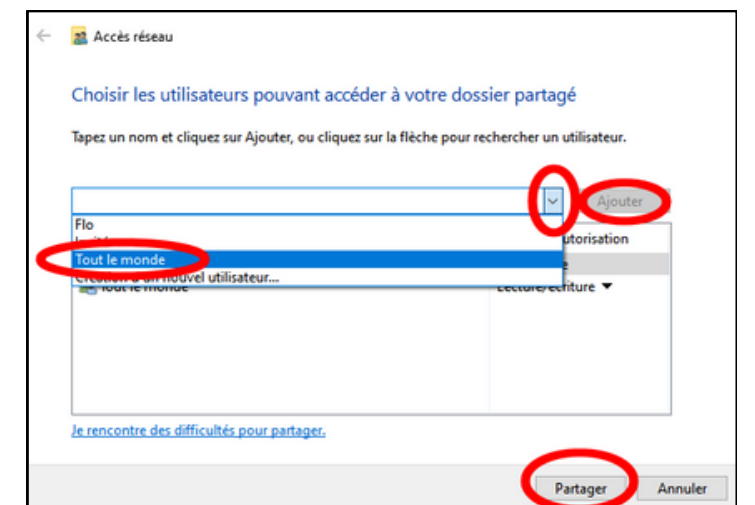 Accès réseau
Choisir les utilisateurs pouvant accéder à votre dossier partagé
Tapez un nom et cliquez sur Ajouter, ou cliquez sur la flèche pour rechercher un utilisateur.
Ajouter
Flo
Tout le monde
Création d'un nouvel utilisateur...
Tout le monde
Lecture/écriture
Je rencontre des difficultés pour partager.
Partager
Annuler